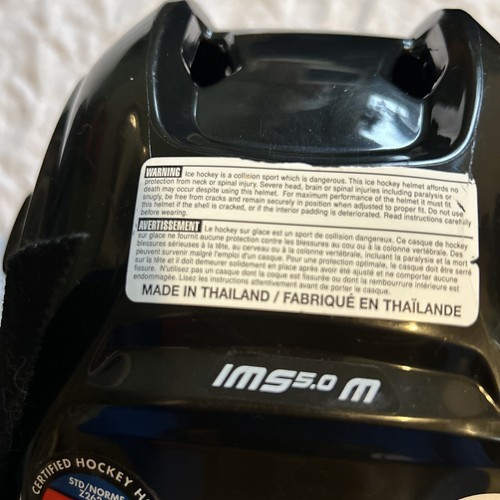 WARNING Ice hockey is a collision sport which is dangerous. This ice hockey helmet affords no
protection from neck or spinal injury. Severe head, brain or spinal injuries including paralysis or
death may occur despite using this helmet. For maximum performance of the helmet it must fit
snugly, be free from cracks and remain securely in position when adjusted to proper fit. Do not use
this helmet if the shell is cracked, or if the interior padding is deteriorated. Read instructions carefully
before wearing.
AVERTISSEMENT Le hockey sur glace est un sport de collision dangereux. Ce casque de hockey
sur glace ne fournit aucune protection contre les blessures au cou ou à la colonne vertébrale. Des
blessures sérieuses à la tête, au cerveau ou à la colonne vertébrale, incluant la paralysie et la mort
peuvent survenir malgré l'emploi d'un casque. Pour une protection optimale, le casque doit être serré
sur la tête et il doit demeurer solidement en place après avoir été ajusté et ne comporter aucune
fissure. N'utilisez pas un casque dont la coque est fissurée ou dont la rembourrure intérieure est
endommagée. Lisez les instructions attentivement avant de porter le casque.
MADE IN THAILAND / FABRIQUÉ EN THAÏLANDE
IMS 5.0 M
CERTIFIED HOCKEY H
STD/NORME